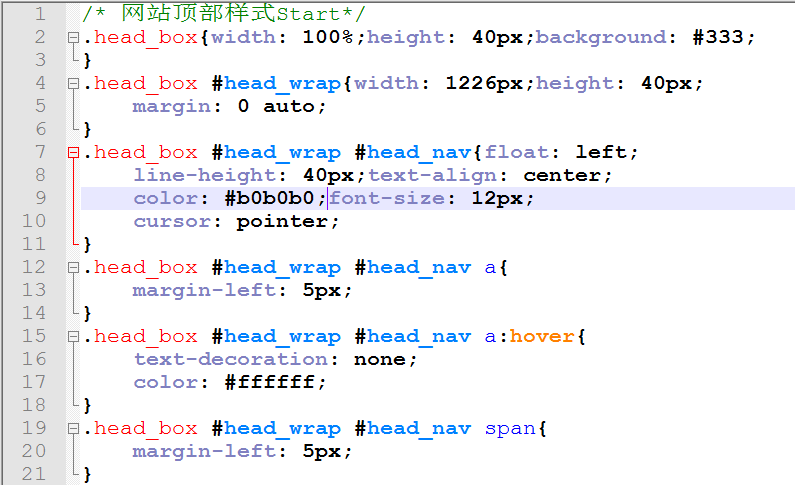 1 /* 网站顶部样式Start*/
2 .head_box{width: 100%;height: 40px;background: #333;
3 }
4 .head_box #head_wrap{width: 1226px;height: 40px;
5 margin: 0 auto;
6 }
7 .head_box #head_wrap #head_nav{float: left;
8 line-height: 40px;text-align: center;
9 color: #b0b0b0;font-size: 12px;
10 cursor: pointer;
11 }
12 .head_box #head_wrap #head_nav a{
13 margin-left: 5px;
14 }
15 .head_box #head_wrap #head_nav a:hover{
16 text-decoration: none;
17 color: #ffffff;
18 }
19 .head_box #head_wrap #head_nav span{
20 margin-left: 5px;
21 }